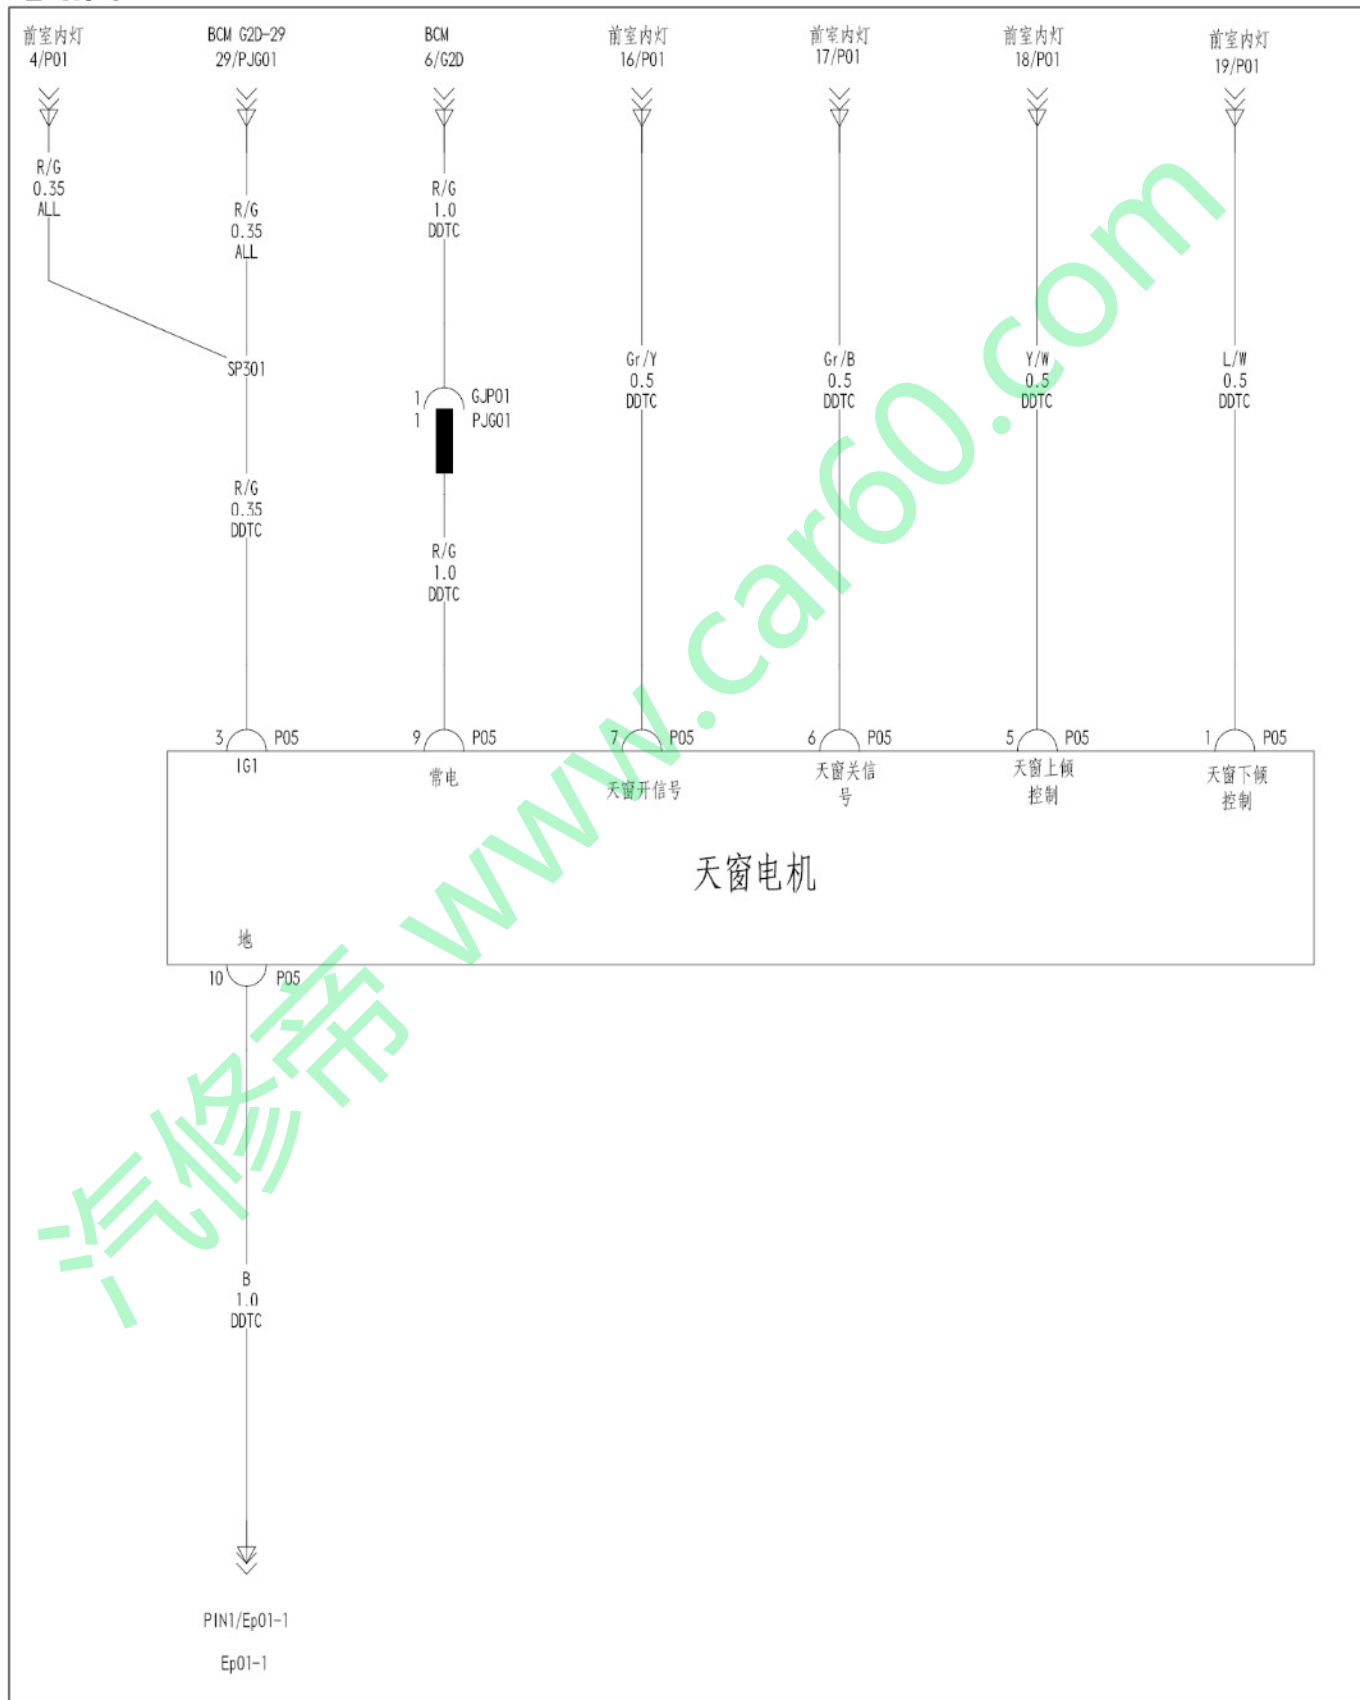 前室内灯
4/P01
BCM G2D-29
29/PJG01
BCM
6/G2D
前室内灯
16/P01
前室内灯
17/P01
前室内灯
18/P01
前室内灯
19/P01
R/G
0.35
ALL
R/G
0.35
ALL
R/G
1.0
DDTC
SP301
Gr/Y
0.5
DDTC
Gr/B
0.5
DDTC
Y/W
0.5
DDTC
L/W
0.5
DDTC
1 GJP01
1 PJG01
R/G
0.35
DDTC
R/G
1.0
DDTC
3 P05
9 P05
7 P05
6 P05
5 P05
1 P05
IG1
常电
天窗开信号
天窗关信
号
天窗上倾
控制
天窗下倾
控制
天窗电机
地
10 P05
B
1.0
DDTC
PIN1/Ep01-1
Ep01-1
汽修帝 www.car60.com